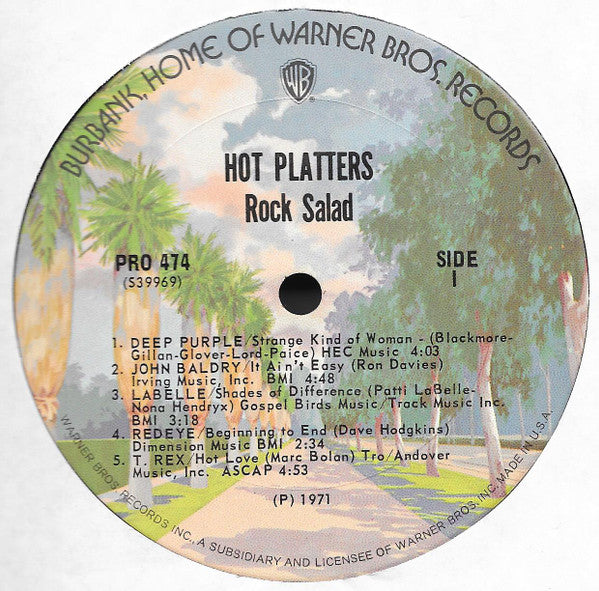 BURBANK, HOME OF WARNER BROS. RECORDS
WB
®
HOT PLATTERS
Rock Salad
PRO 474
(S39969)
SIDE
1
1. DEEP PURPLE/Strange Kind of Woman - (Blackmore-
Gillan-Glover-Lord-Paice) HEC Music 4:03
2. JOHN BALDRY/It Ain't Easy (Ron Davies)
Irving Music, Inc. BMI 4:48
3. LABELLE/Shades of Difference (Patti LaBelle-
Nona Hendryx) Gospel Birds Music/Track Music Inc.
BMI 3:18
4. REDEYE/Beginning to End (Dave Hodgkins)
Dimension Music BMI 2:34
5. T. REX/Hot Love (Marc Bolan) Tro/Andover
Music, Inc. ASCAP 4:53
(P) 1971
WARNER BROS. RECORDS INC., A SUBSIDIARY AND LICENSEE OF WARNER BROS. INC. MADE IN U.S.A.